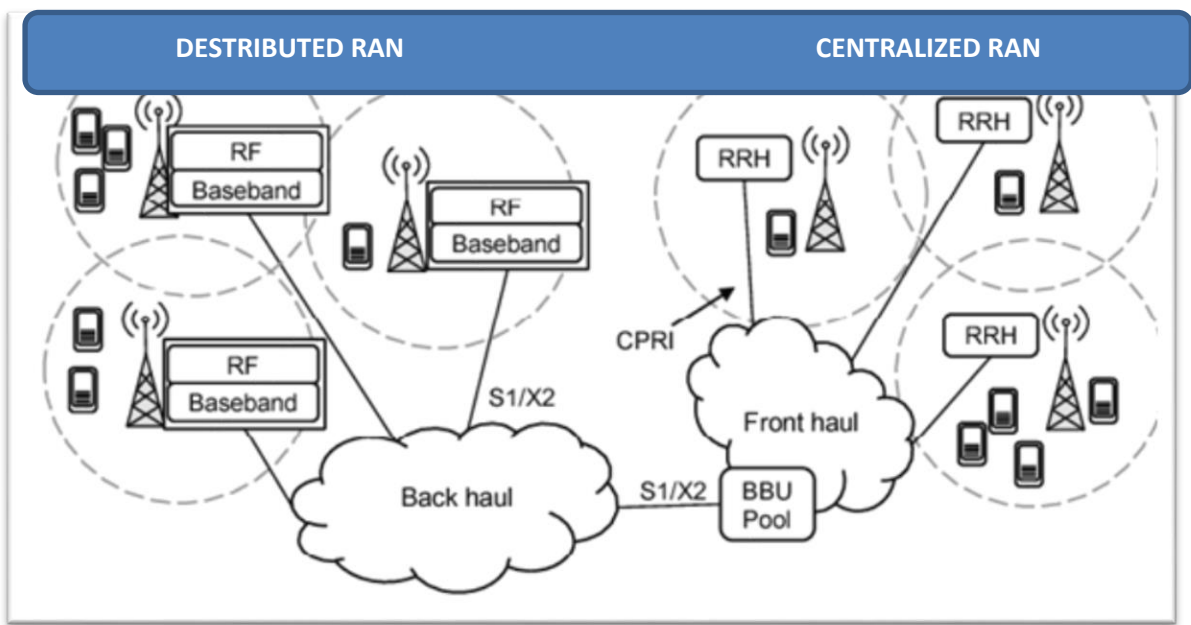 DESTRIBUTED RAN
CENTRALIZED RAN
RF
Baseband
RF
Baseband
RF
Baseband
S1/X2
Back haul
RRH
RRH
RRH
CPRI
Front haul
S1/X2
BBU
Pool